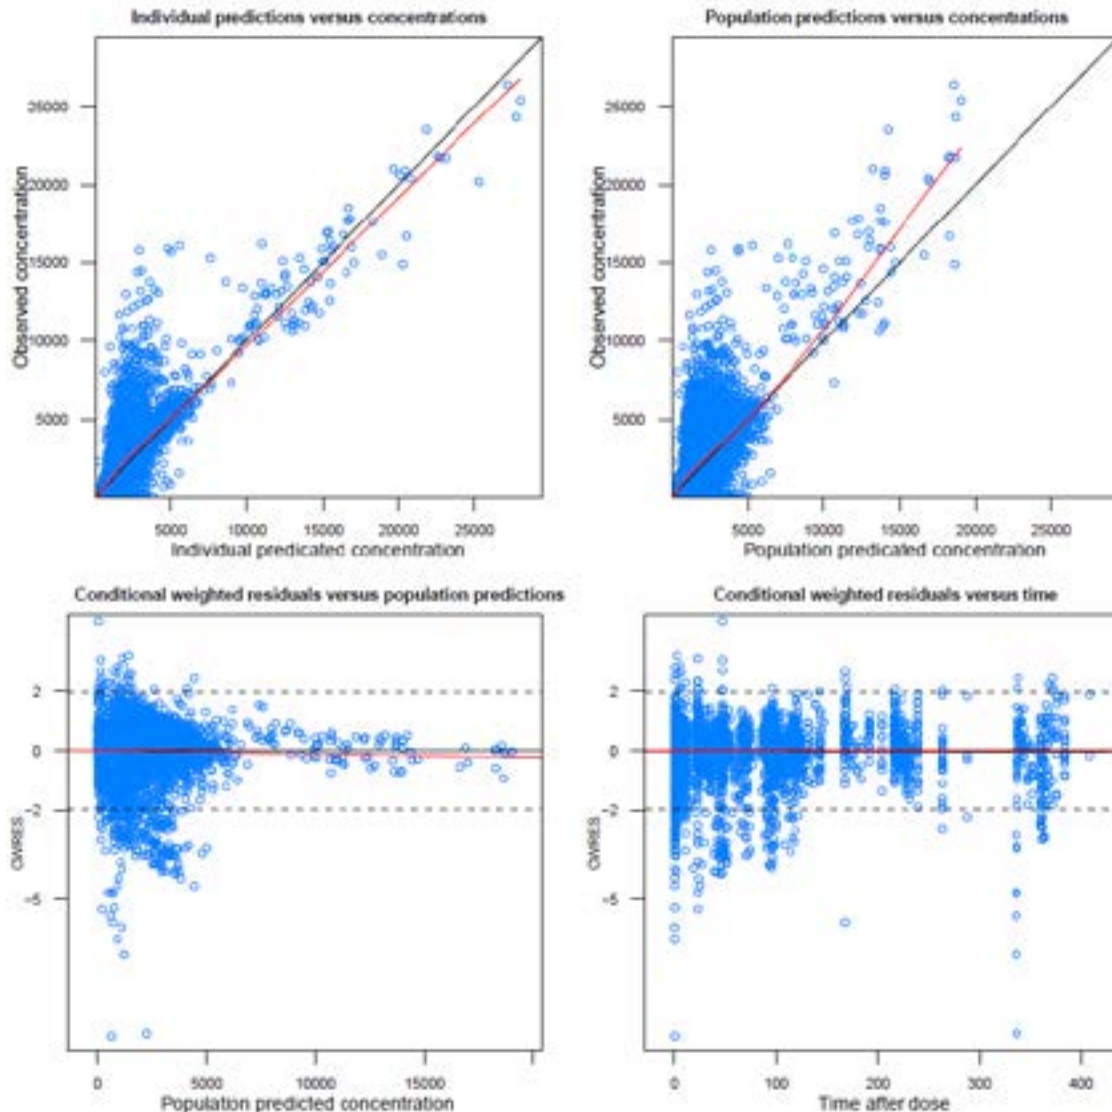 Individual predictions versus concentrations
Observed concentration
25000
20000
15000
10000
5000
5000 10000 15000 20000 25000
Individual predicated concentration
Population predictions versus concentrations
Observed concentration
25000
20000
15000
10000
5000
5000 10000 15000 20000 25000
Population predicated concentration
Conditional weighted residuals versus population predictions
CWRES
2
0
-2
-5
0 5000 10000 15000
Population predicted concentration
Conditional weighted residuals versus time
CWRES
2
0
-2
-5
0 100 200 300 400
Time after dose